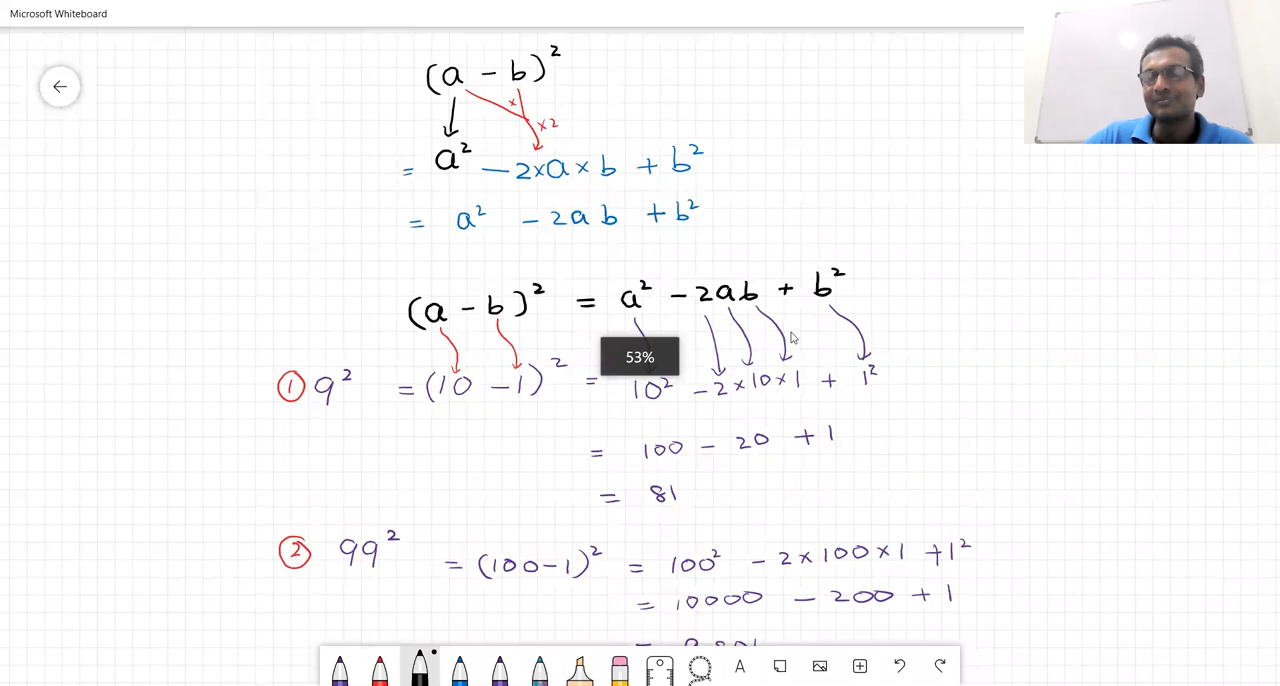 Microsoft Whiteboard
(a - b)²
×
×2
= a² - 2×a×b + b²
= a² - 2ab + b²
(a - b)² = a² - 2ab + b²
53%
① 9² = (10 - 1)² = 10² - 2×10×1 + 1²
= 100 - 20 + 1
= 81
② 99² = (100-1)² = 100² - 2×100×1 + 1²
= 10000 - 200 + 1
A